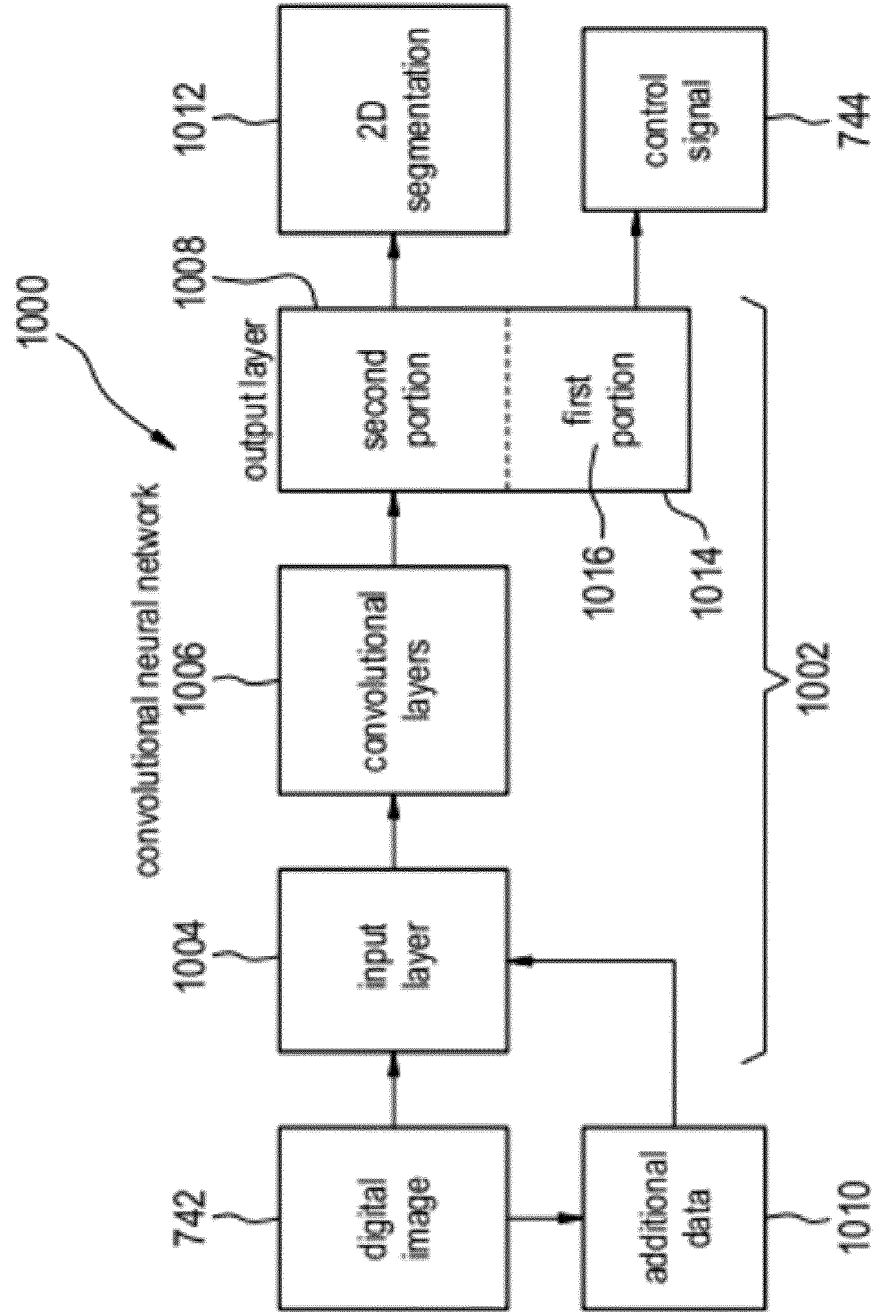 1000
convolutional neural network
output layer
742
1004
1006
1008
1012
digital
image
input
layer
convolutional
layers
second
portion
2D
segmentation
first
portion
control
signal
additional
data
1016
1014
744
1010
1002